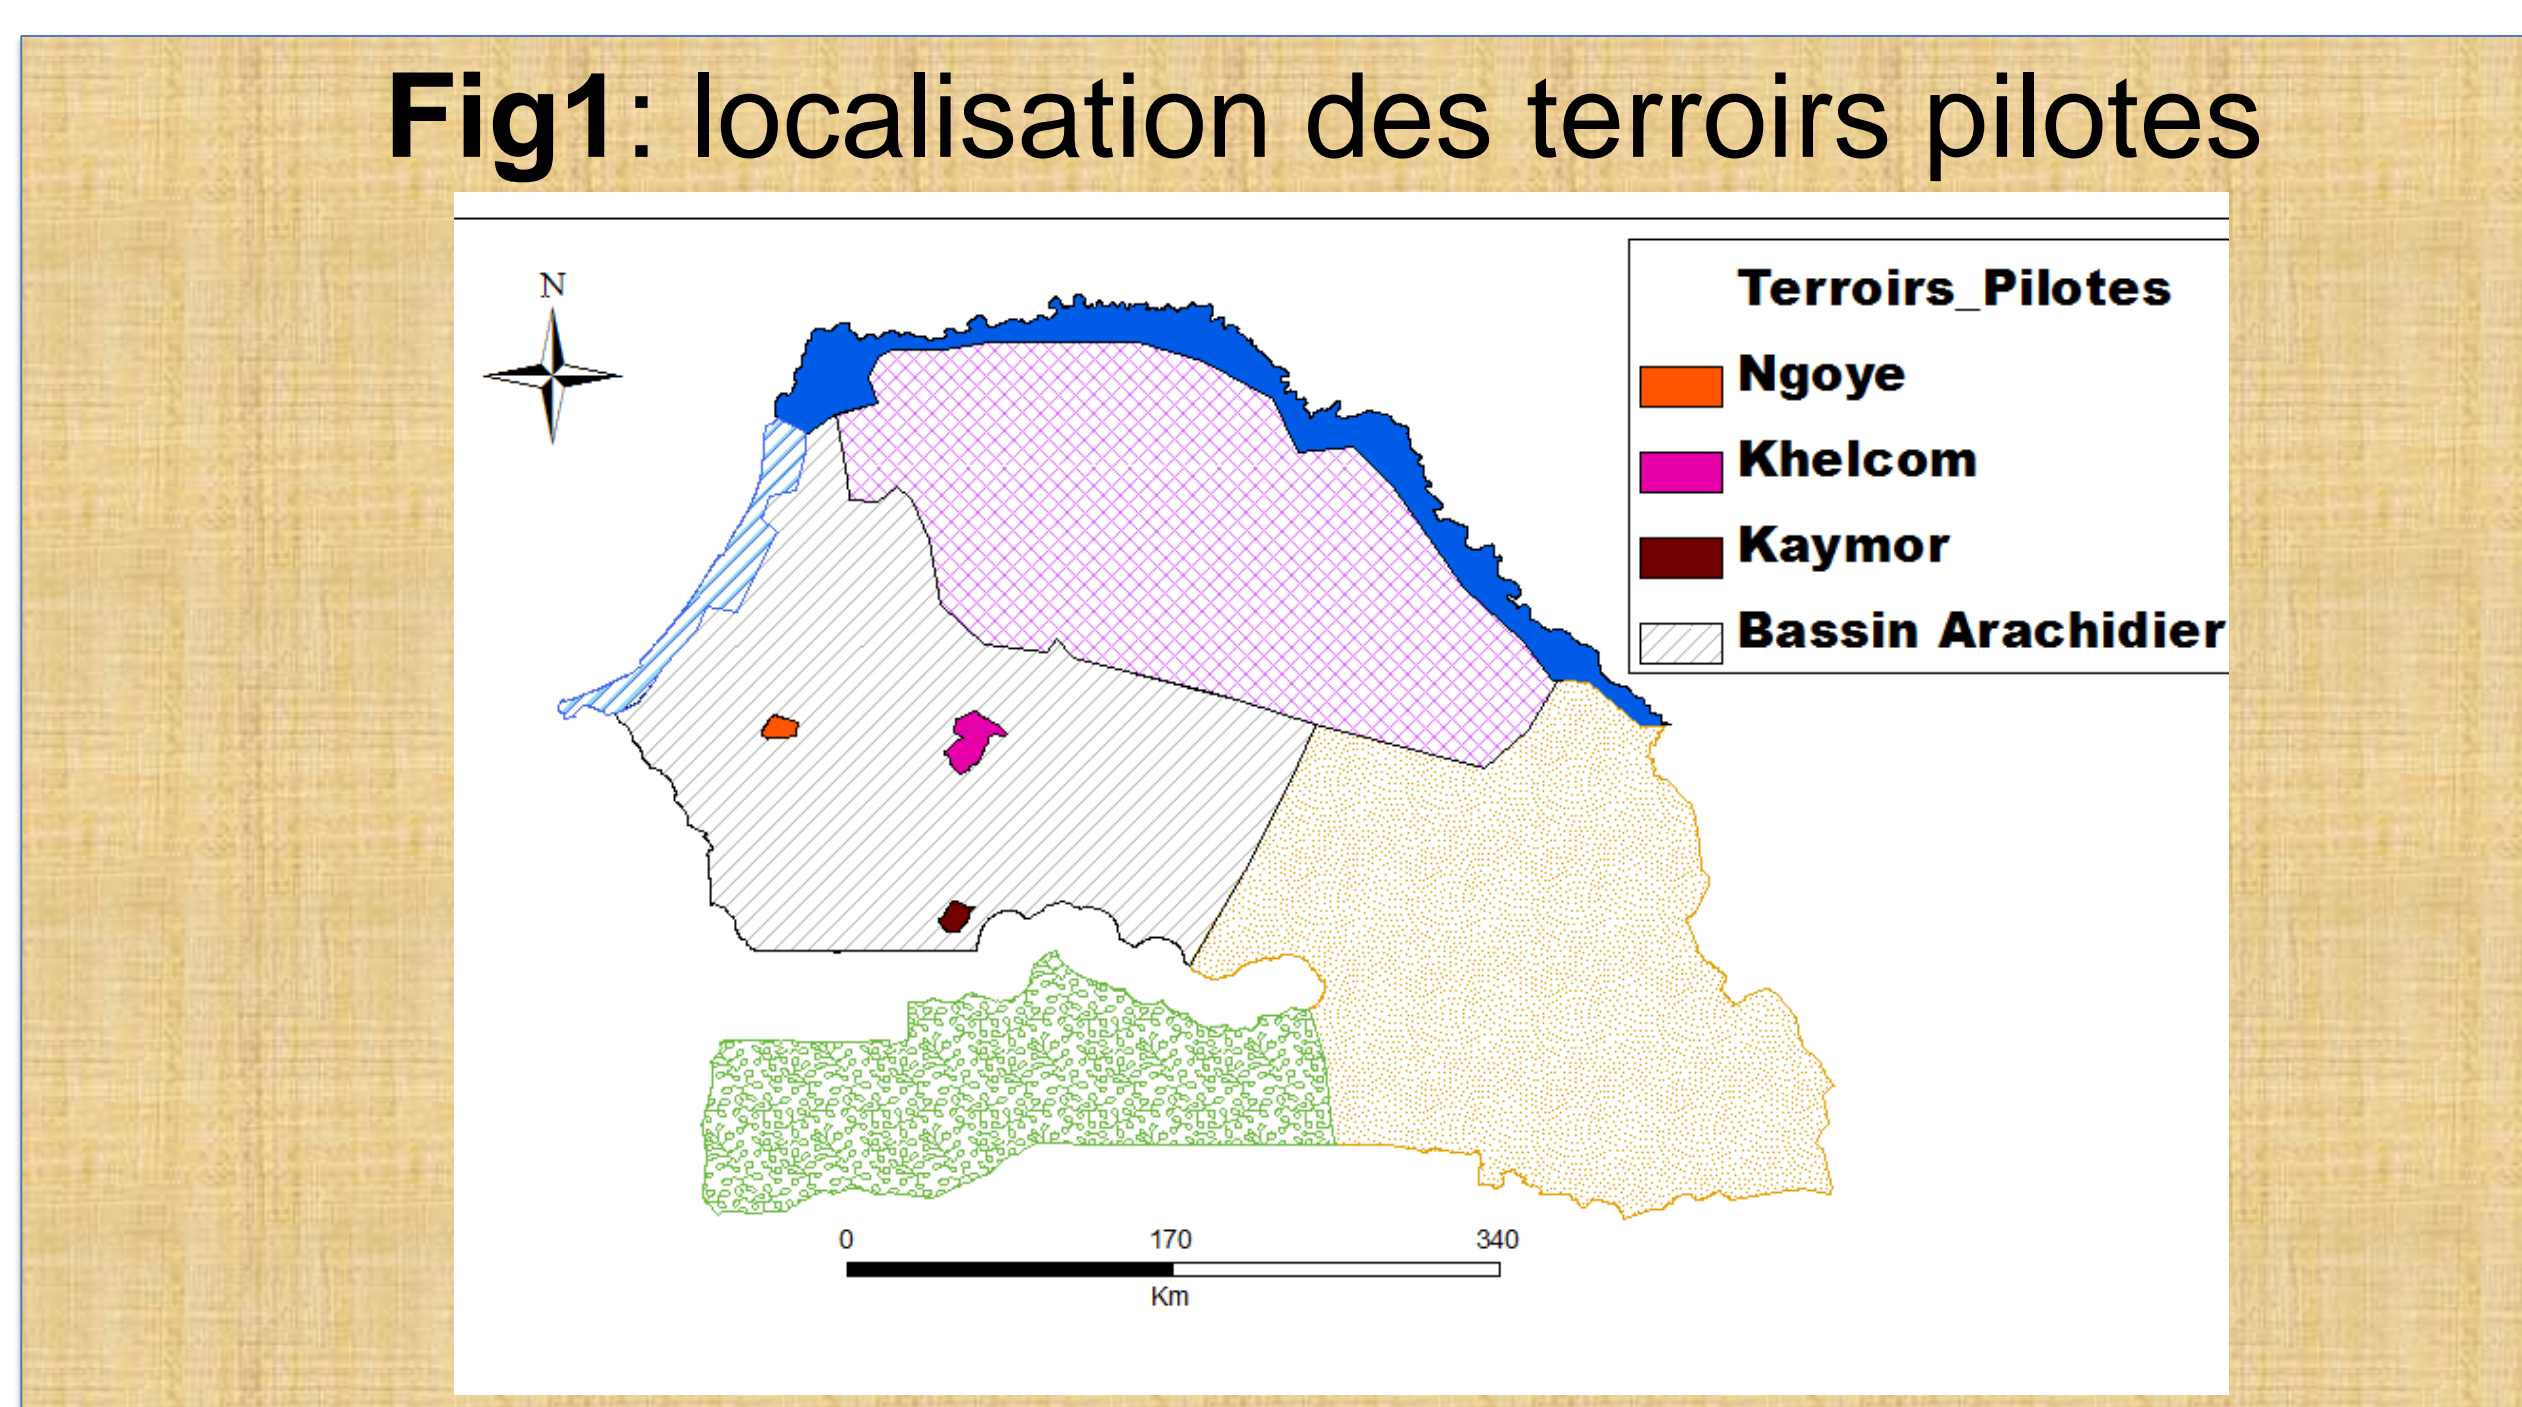 Fig1: localisation des terroirs pilotes
N
Terroirs_Pilotes
Ngoye
Khelcom
Kaymor
Bassin Arachidier
0 170 340
Km